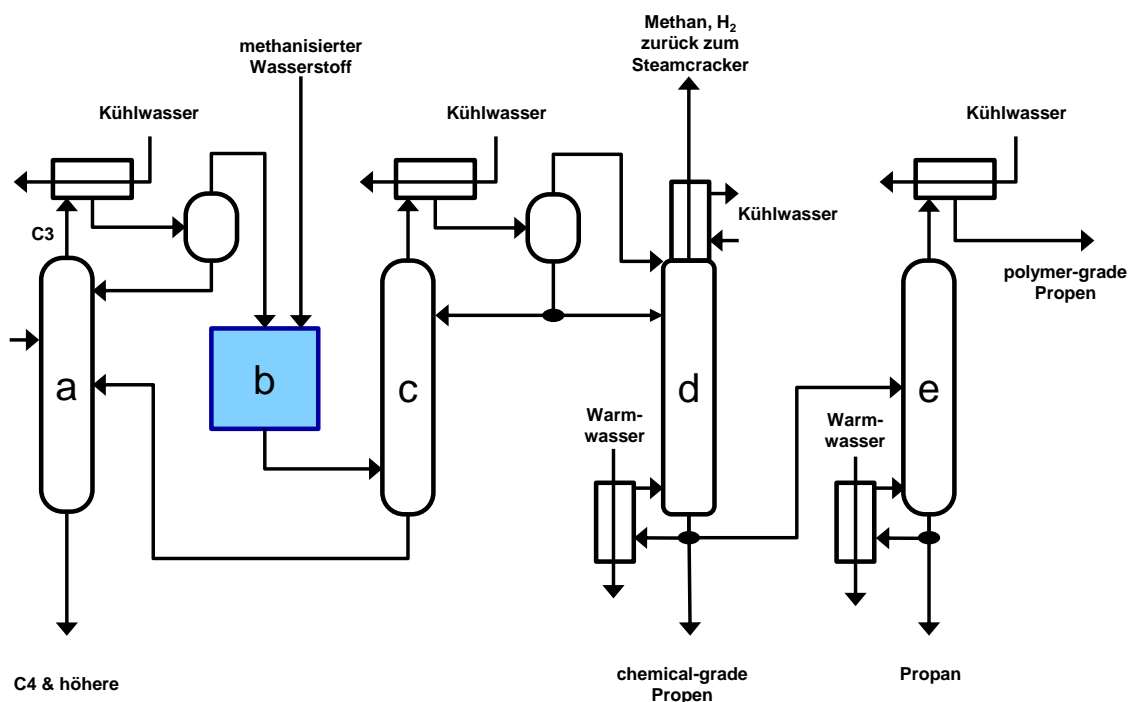 Methan, H2
zurück zum
Steamcracker
methanisierter
Wasserstoff
Kühlwasser
Kühlwasser
Kühlwasser
Kühlwasser
C3
polymer-grade
Propen
a
b
c
d
e
Warm-
wasser
Warm-
wasser
C4 & höhere
chemical-grade
Propen
Propan